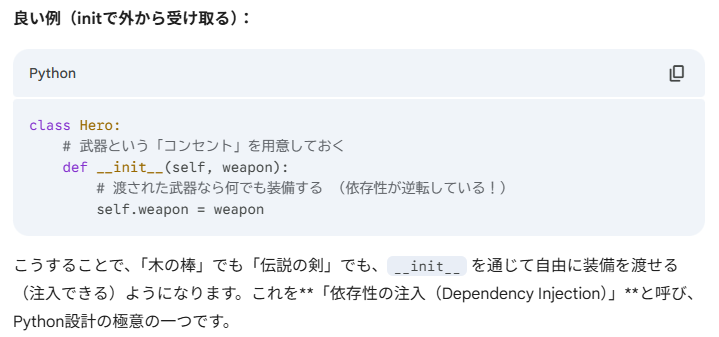 良い例（initで外から受け取る）：
Python
class Hero:
    # 武器という「コンセント」を用意しておく
    def __init__(self, weapon):
        # 渡された武器なら何でも装備する （依存性が逆転している！）
        self.weapon = weapon
こうすることで、「木の棒」でも「伝説の剣」でも、 __init__ を通じて自由に装備を渡せる
（注入できる）ようになります。これを**「依存性の注入（Dependency Injection）」**と呼び、
Python設計の極意の一つです。